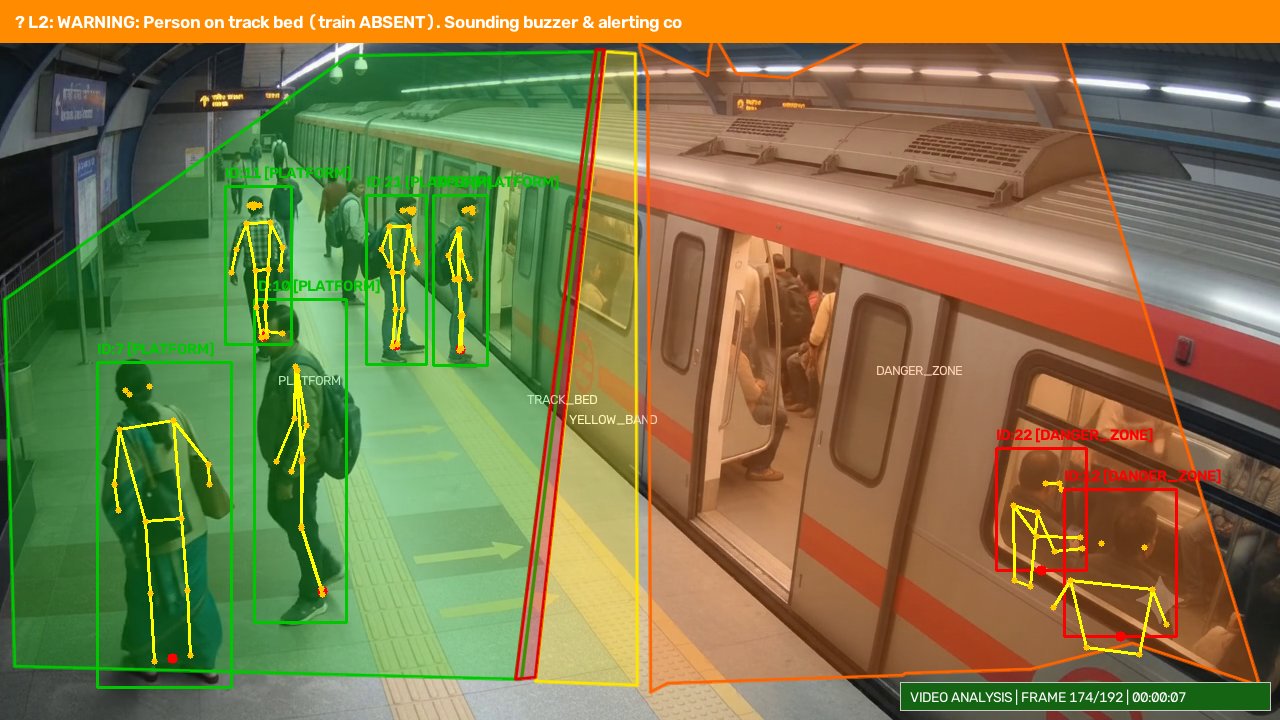 ? L2: WARNING: Person on track bed (train ABSENT). Sounding buzzer & alerting co
ID:11 [PLATFORM]
ID:10 [PLATFORM]
ID:7 [PLATFORM]
PLATFORM
DANGER_ZONE
TRACK_BED
YELLOW_BAND
ID:22 [DANGER_ZONE]
[DANGER_ZONE]
VIDEO ANALYSIS | FRAME 174/192 | 00:00:07